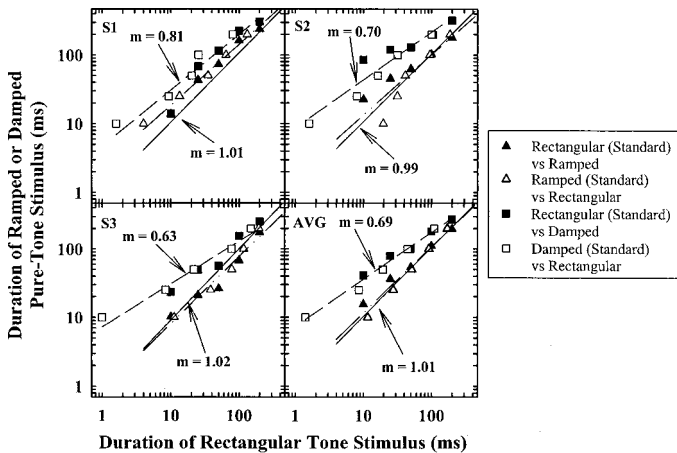 Duration of Ramped or Damped
Pure-Tone Stimulus (ms)
S1
m = 0.81
m = 1.01
100
10
1
S2
m = 0.70
m = 0.99
S3
m = 0.63
m = 1.02
100
10
1
1 10 100
AVG
m = 0.69
m = 1.01
1 10 100
Duration of Rectangular Tone Stimulus (ms)
▲ Rectangular (Standard)
vs Ramped
△ Ramped (Standard)
vs Rectangular
■ Rectangular (Standard)
vs Damped
□ Damped (Standard)
vs Rectangular